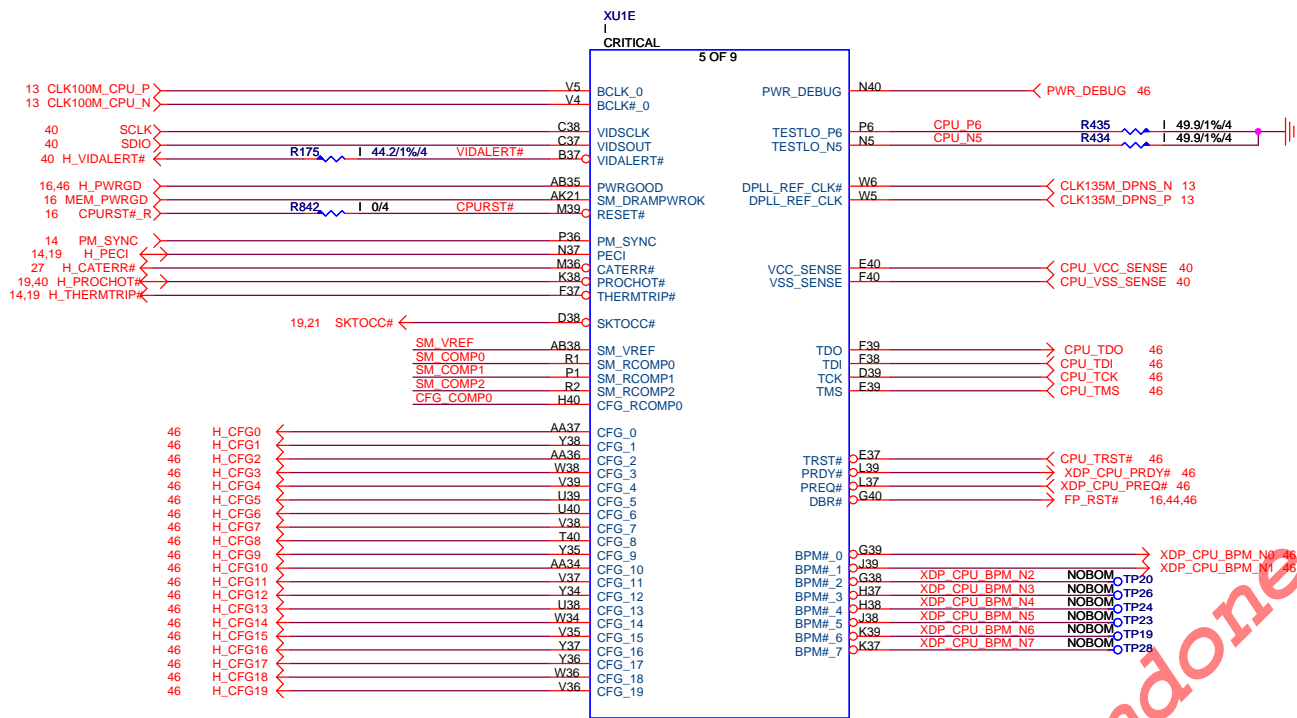 XU1E
I
CRITICAL
5 OF 9
13 CLK100M_CPU_P V5 BCLK_0 PWR_DEBUG N40 PWR_DEBUG 46
13 CLK100M_CPU_N V4 BCLK#_0
40 SCLK C38 VIDSCLK TESTLO_P6 P6 CPU_P6 R435 I 49.9/1%/4
40 SDIO C37 VIDSOUT TESTLO_N5 N5 CPU_N5 R434 I 49.9/1%/4
40 H_VIDALERT# R175 I 44.2/1%/4 VIDALERT# B37 VIDALERT#
16,46 H_PWRGD AB35 PWRGOOD DPLL_REF_CLK# W6 CLK135M_DPNS_N 13
16 MEM_PWRGD AK21 SM_DRAMPWROK DPLL_REF_CLK W5 CLK135M_DPNS_P 13
16 CPURST#_R R842 I 0/4 CPURST# M39 RESET#
14 PM_SYNC P36 PM_SYNC
14,19 H_PECI N37 PECI
27 H_CATERR# M36 CATERR# VCC_SENSE E40 CPU_VCC_SENSE 40
19,40 H_PROCHOT# K38 PROCHOT# VSS_SENSE F40 CPU_VSS_SENSE 40
14,19 H_THERMTRIP# F37 THERMTRIP#
19,21 SKTOCC# D38 SKTOCC#
SM_VREF AB38 SM_VREF TDO F39 CPU_TDO 46
SM_COMP0 R1 SM_RCOMP0 TDI F38 CPU_TDI 46
SM_COMP1 P1 SM_RCOMP1 TCK D39 CPU_TCK 46
SM_COMP2 R2 SM_RCOMP2 TMS E39 CPU_TMS 46
CFG_COMP0 H40 CFG_RCOMP0
46 H_CFG0 AA37 CFG_0
46 H_CFG1 Y38 CFG_1
46 H_CFG2 AA36 CFG_2 TRST# E37 CPU_TRST# 46
46 H_CFG3 W38 CFG_3 PRDY# L39 XDP_CPU_PRDY# 46
46 H_CFG4 V39 CFG_4 PREQ# L37 XDP_CPU_PREQ# 46
46 H_CFG5 U39 CFG_5 DBR# G40 FP_RST# 16,44,46
46 H_CFG6 U40 CFG_6
46 H_CFG7 V38 CFG_7
46 H_CFG8 T40 CFG_8
46 H_CFG9 Y35 CFG_9 BPM#_0 G39 XDP_CPU_BPM_N0 46
46 H_CFG10 AA34 CFG_10 BPM#_1 J39 XDP_CPU_BPM_N1 46
46 H_CFG11 V37 CFG_11 BPM#_2 G38 XDP_CPU_BPM_N2 NOBOM TP20
46 H_CFG12 Y34 CFG_12 BPM#_3 H37 XDP_CPU_BPM_N3 NOBOM TP26
46 H_CFG13 U38 CFG_13 BPM#_4 H38 XDP_CPU_BPM_N4 NOBOM TP24
46 H_CFG14 W34 CFG_14 BPM#_5 J38 XDP_CPU_BPM_N5 NOBOM TP23
46 H_CFG15 V35 CFG_15 BPM#_6 K39 XDP_CPU_BPM_N6 NOBOM TP19
46 H_CFG16 Y37 CFG_16 BPM#_7 K37 XDP_CPU_BPM_N7 NOBOM TP28
46 H_CFG17 Y36 CFG_17
46 H_CFG18 W36 CFG_18
46 H_CFG19 V36 CFG_19